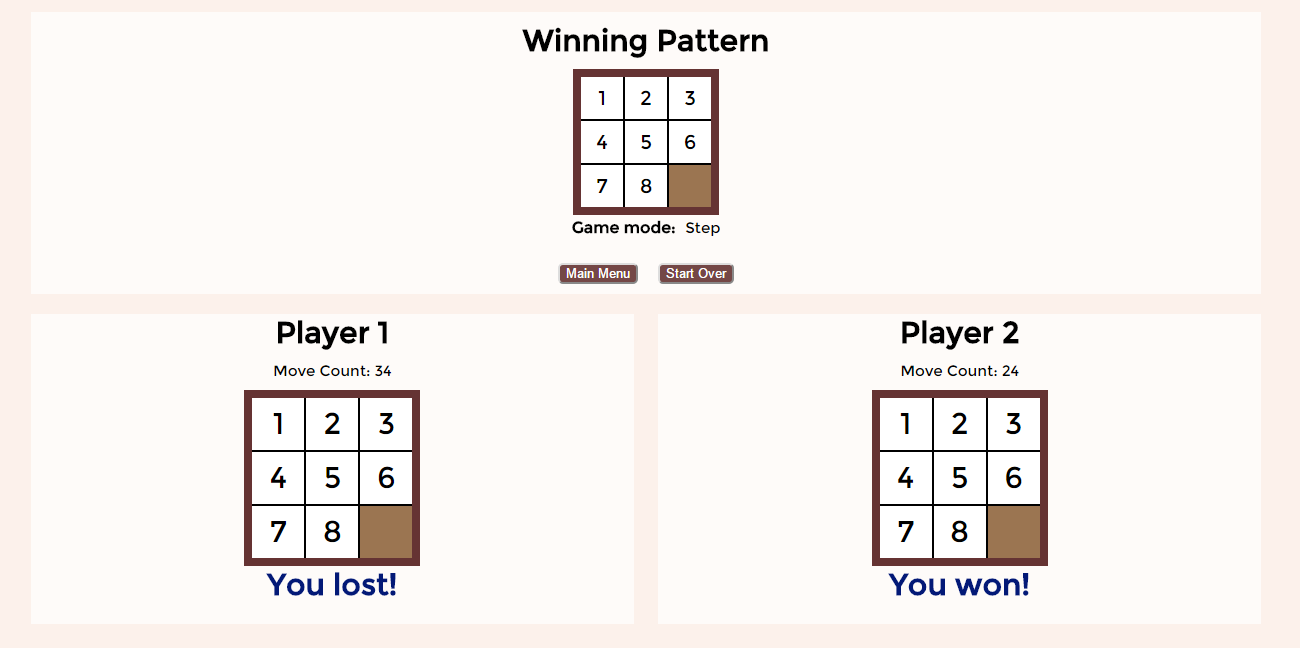 Winning Pattern
1 2 3
4 5 6
7 8
Game mode: Step
Main Menu Start Over
Player 1
Move Count: 34
1 2 3
4 5 6
7 8
You lost!
Player 2
Move Count: 24
1 2 3
4 5 6
7 8
You won!